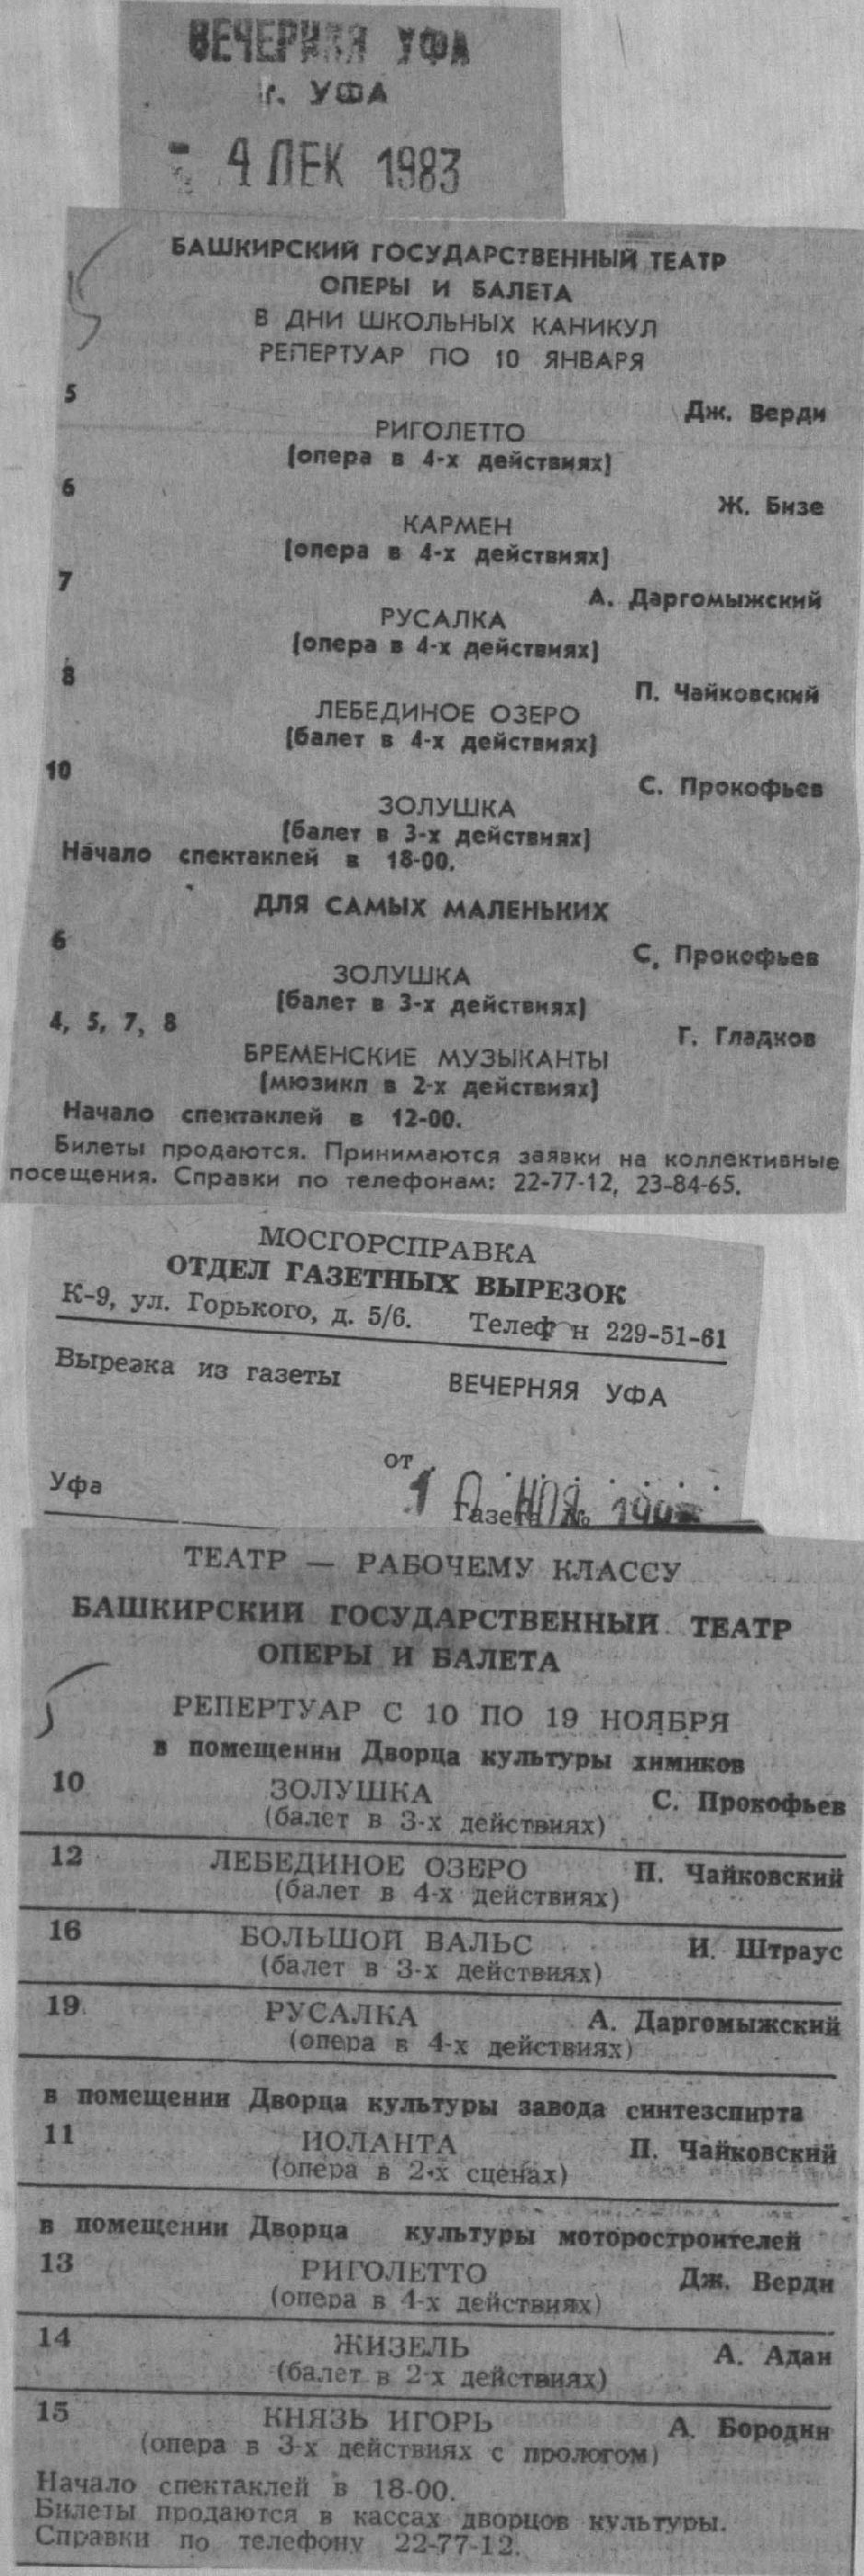 ВЕЧЕРНЯЯ УФА
г. УФА
- 4 ДЕК 1983
БАШКИРСКИЙ ГОСУДАРСТВЕННЫЙ ТЕАТР
ОПЕРЫ И БАЛЕТА
В ДНИ ШКОЛЬНЫХ КАНИКУЛ
РЕПЕРТУАР ПО 10 ЯНВАРЯ
5
Дж. Верди
РИГОЛЕТТО
(опера в 4-х действиях)
6
Ж. Бизе
КАРМЕН
(опера в 4-х действиях)
7
А. Даргомыжский
РУСАЛКА
(опера в 4-х действиях)
8
П. Чайковский
ЛЕБЕДИНОЕ ОЗЕРО
(балет в 4-х действиях)
10
С. Прокофьев
ЗОЛУШКА
(балет в 3-х действиях)
Начало спектаклей в 18-00.
ДЛЯ САМЫХ МАЛЕНЬКИХ
6
С. Прокофьев
ЗОЛУШКА
(балет в 3-х действиях)
4, 5, 7, 8
Г. Гладков
БРЕМЕНСКИЕ МУЗЫКАНТЫ
(мюзикл в 2-х действиях)
Начало спектаклей в 12-00.
Билеты продаются. Принимаются заявки на коллективные
посещения. Справки по телефонам: 22-77-12, 23-84-65.
МОСГОРСПРАВКА
ОТДЕЛ ГАЗЕТНЫХ ВЫРЕЗОК
К-9, ул. Горького, д. 5/6. Телеф н 229-51-61
Вырезка из газеты ВЕЧЕРНЯЯ УФА
от
1 0 НОЯ
Уфа
Газета №
ТЕАТР — РАБОЧЕМУ КЛАССУ
БАШКИРСКИЙ ГОСУДАРСТВЕННЫЙ ТЕАТР
ОПЕРЫ И БАЛЕТА
РЕПЕРТУАР С 10 ПО 19 НОЯБРЯ
в помещении Дворца культуры химиков
10 ЗОЛУШКА С. Прокофьев
(балет в 3-х действиях)
12 ЛЕБЕДИНОЕ ОЗЕРО П. Чайковский
(балет в 4-х действиях)
16 БОЛЬШОЙ ВАЛЬС И. Штраус
(балет в 3-х действиях)
19 РУСАЛКА А. Даргомыжский
(опера в 4-х действиях)
в помещении Дворца культуры завода синтезспирта
11 ИОЛАНТА П. Чайковский
(опера в 2-х сценах)
в помещении Дворца культуры моторостроителей
13 РИГОЛЕТТО Дж. Верди
(опера в 4-х действиях)
14 ЖИЗЕЛЬ А. Адан
(балет в 2-х действиях)
15 КНЯЗЬ ИГОРЬ А. Бородин
(опера в 3-х действиях с прологом)
Начало спектаклей в 18-00.
Билеты продаются в кассах дворцов культуры.
Справки по телефону 22-77-12.